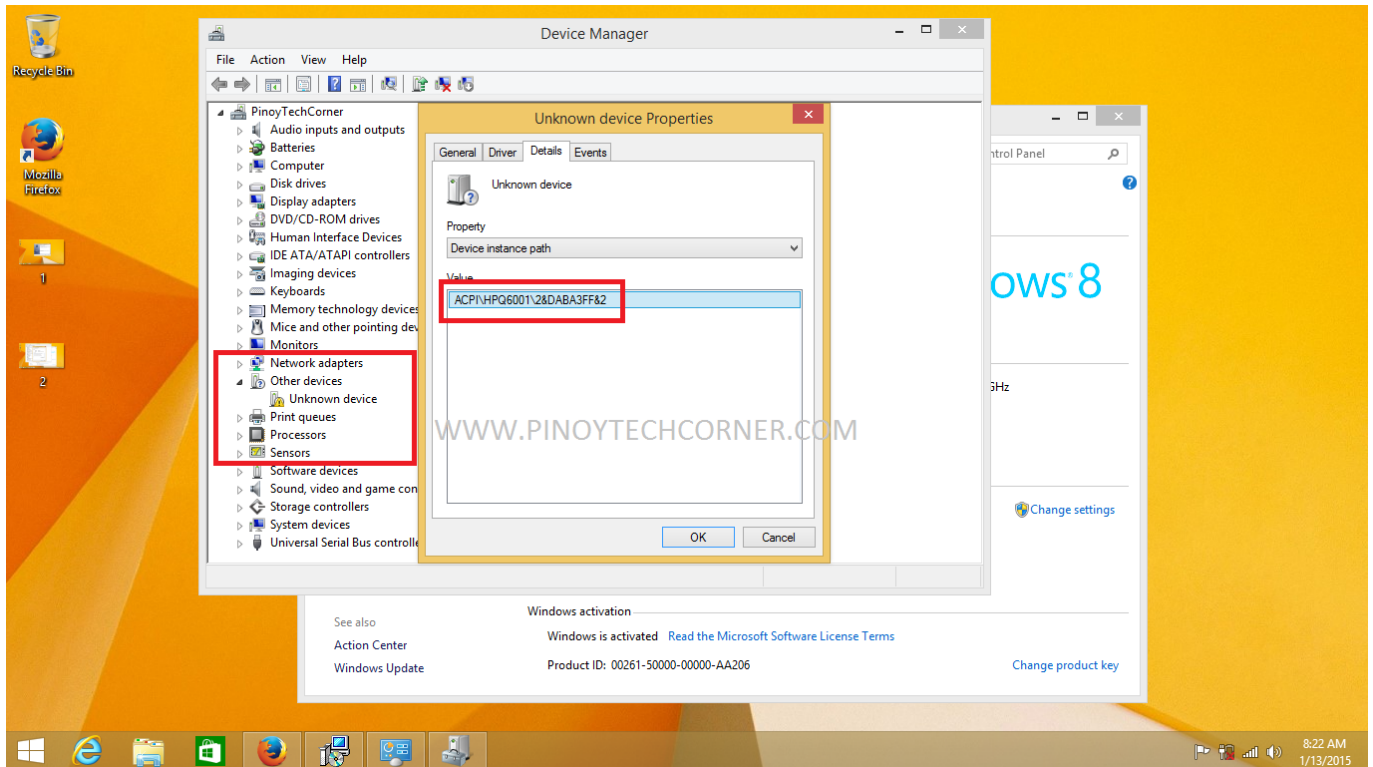 Recycle Bin
Mozilla
Firefox
1
2
Device Manager
File Action View Help
PinoyTechCorner
Audio inputs and outputs
Batteries
Computer
Disk drives
Display adapters
DVD/CD-ROM drives
Human Interface Devices
IDE ATA/ATAPI controllers
Imaging devices
Keyboards
Memory technology devices
Mice and other pointing dev
Monitors
Network adapters
Other devices
Unknown device
Print queues
Processors
Sensors
Software devices
Sound, video and game con
Storage controllers
System devices
Universal Serial Bus controlle
Unknown device Properties
General Driver Details Events
Unknown device
Property
Device instance path
Value
ACPI\HPQ6001\2&DABA3FF&2
OK Cancel
WWW.PINOYTECHCORNER.COM
ntrol Panel
ows 8
GHz
Change settings
See also
Action Center
Windows Update
Windows activation
Windows is activated Read the Microsoft Software License Terms
Product ID: 00261-50000-00000-AA206
Change product key
8:22 AM
1/13/2015